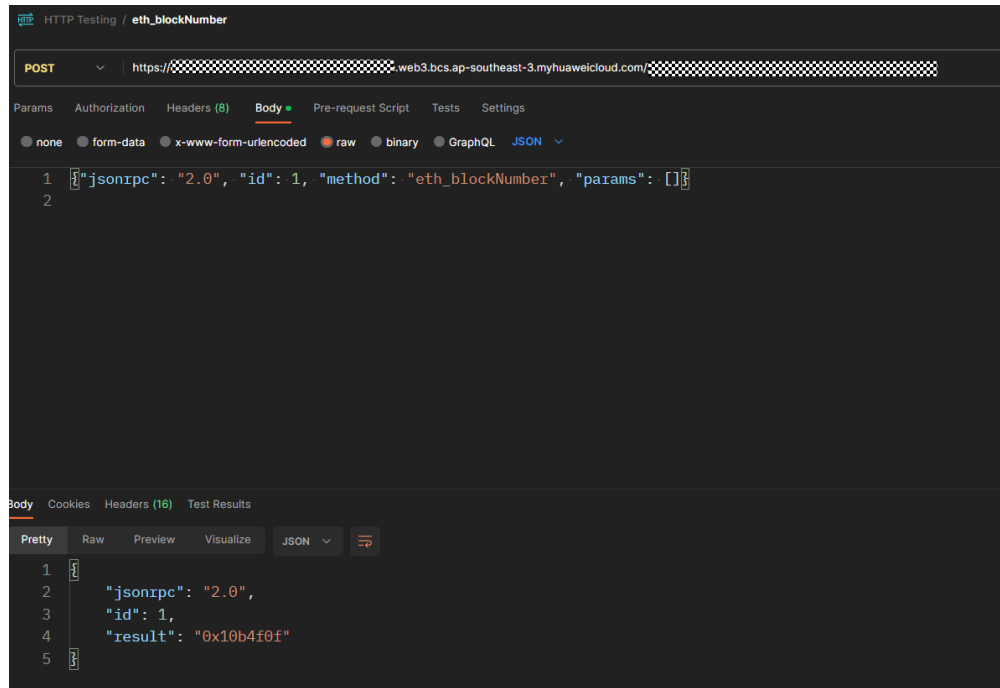 HTTP HTTP Testing / eth_blockNumber
POST https:// .web3.bcs.ap-southeast-3.myhuaweicloud.com/
Params Authorization Headers (8) Body Pre-request Script Tests Settings
none form-data x-www-form-urlencoded raw binary GraphQL JSON
1 {"jsonrpc": "2.0", "id": 1, "method": "eth_blockNumber", "params": []}
2
Body Cookies Headers (16) Test Results
Pretty Raw Preview Visualize JSON
1 {
2 "jsonrpc": "2.0",
3 "id": 1,
4 "result": "0x10b4f0f"
5 }